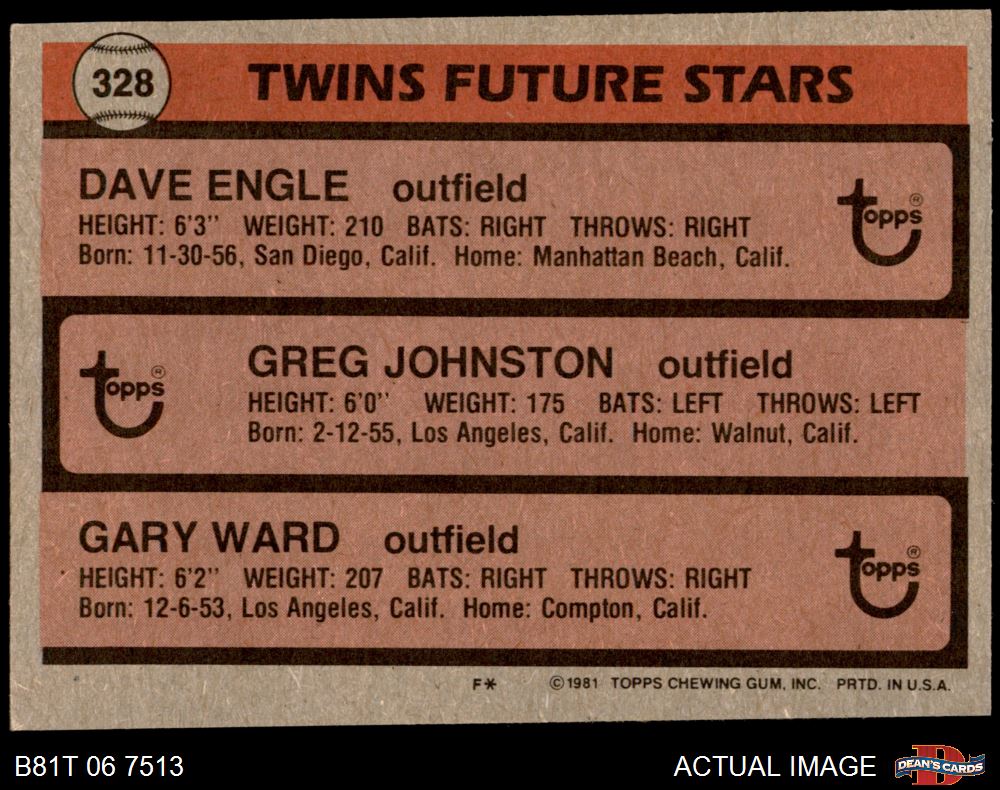 328
TWINS FUTURE STARS
DAVE ENGLE outfield
HEIGHT: 6'3" WEIGHT: 210 BATS: RIGHT THROWS: RIGHT
Born: 11-30-56, San Diego, Calif. Home: Manhattan Beach, Calif.
topps®
GREG JOHNSTON outfield
HEIGHT: 6'0" WEIGHT: 175 BATS: LEFT THROWS: LEFT
Born: 2-12-55, Los Angeles, Calif. Home: Walnut, Calif.
topps®
GARY WARD outfield
HEIGHT: 6'2" WEIGHT: 207 BATS: RIGHT THROWS: RIGHT
Born: 12-6-53, Los Angeles, Calif. Home: Compton, Calif.
topps®
F* ©1981 TOPPS CHEWING GUM, INC. PRTD. IN U.S.A.
B81T 06 7513 ACTUAL IMAGE DEAN'S CARDS